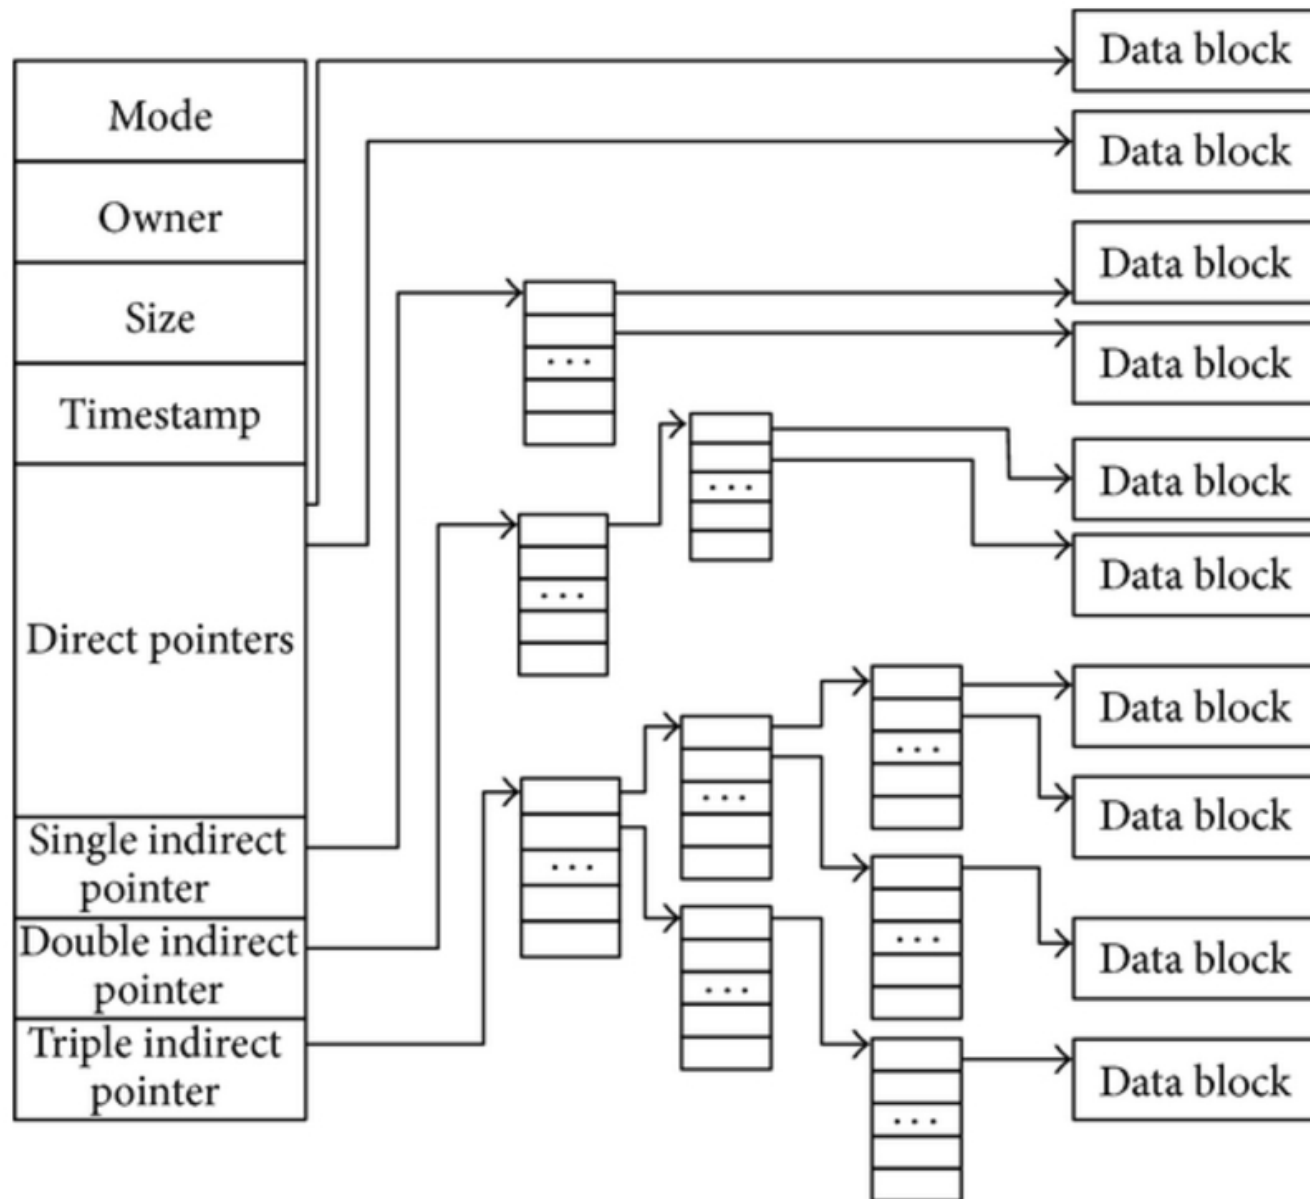 Mode
Owner
Size
Timestamp
Direct pointers
Single indirect
pointer
Double indirect
pointer
Triple indirect
pointer
...
...
...
...
...
...
...
...
...
Data block
Data block
Data block
Data block
Data block
Data block
Data block
Data block
Data block
Data block